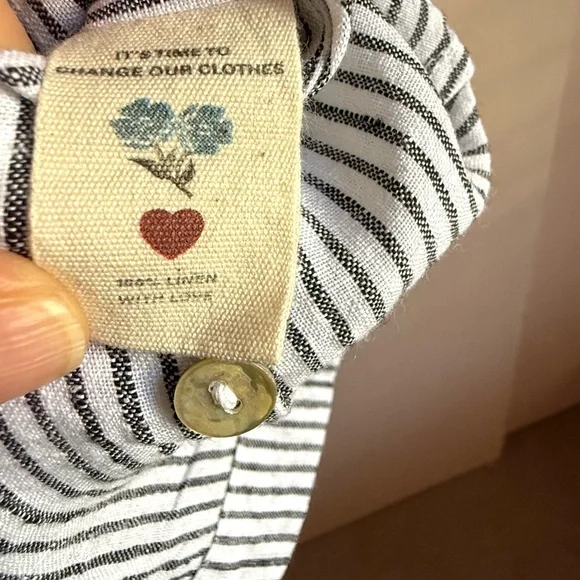 IT'S TIME TO
CHANGE OUR CLOTHES
100% LINEN
WITH LOVE